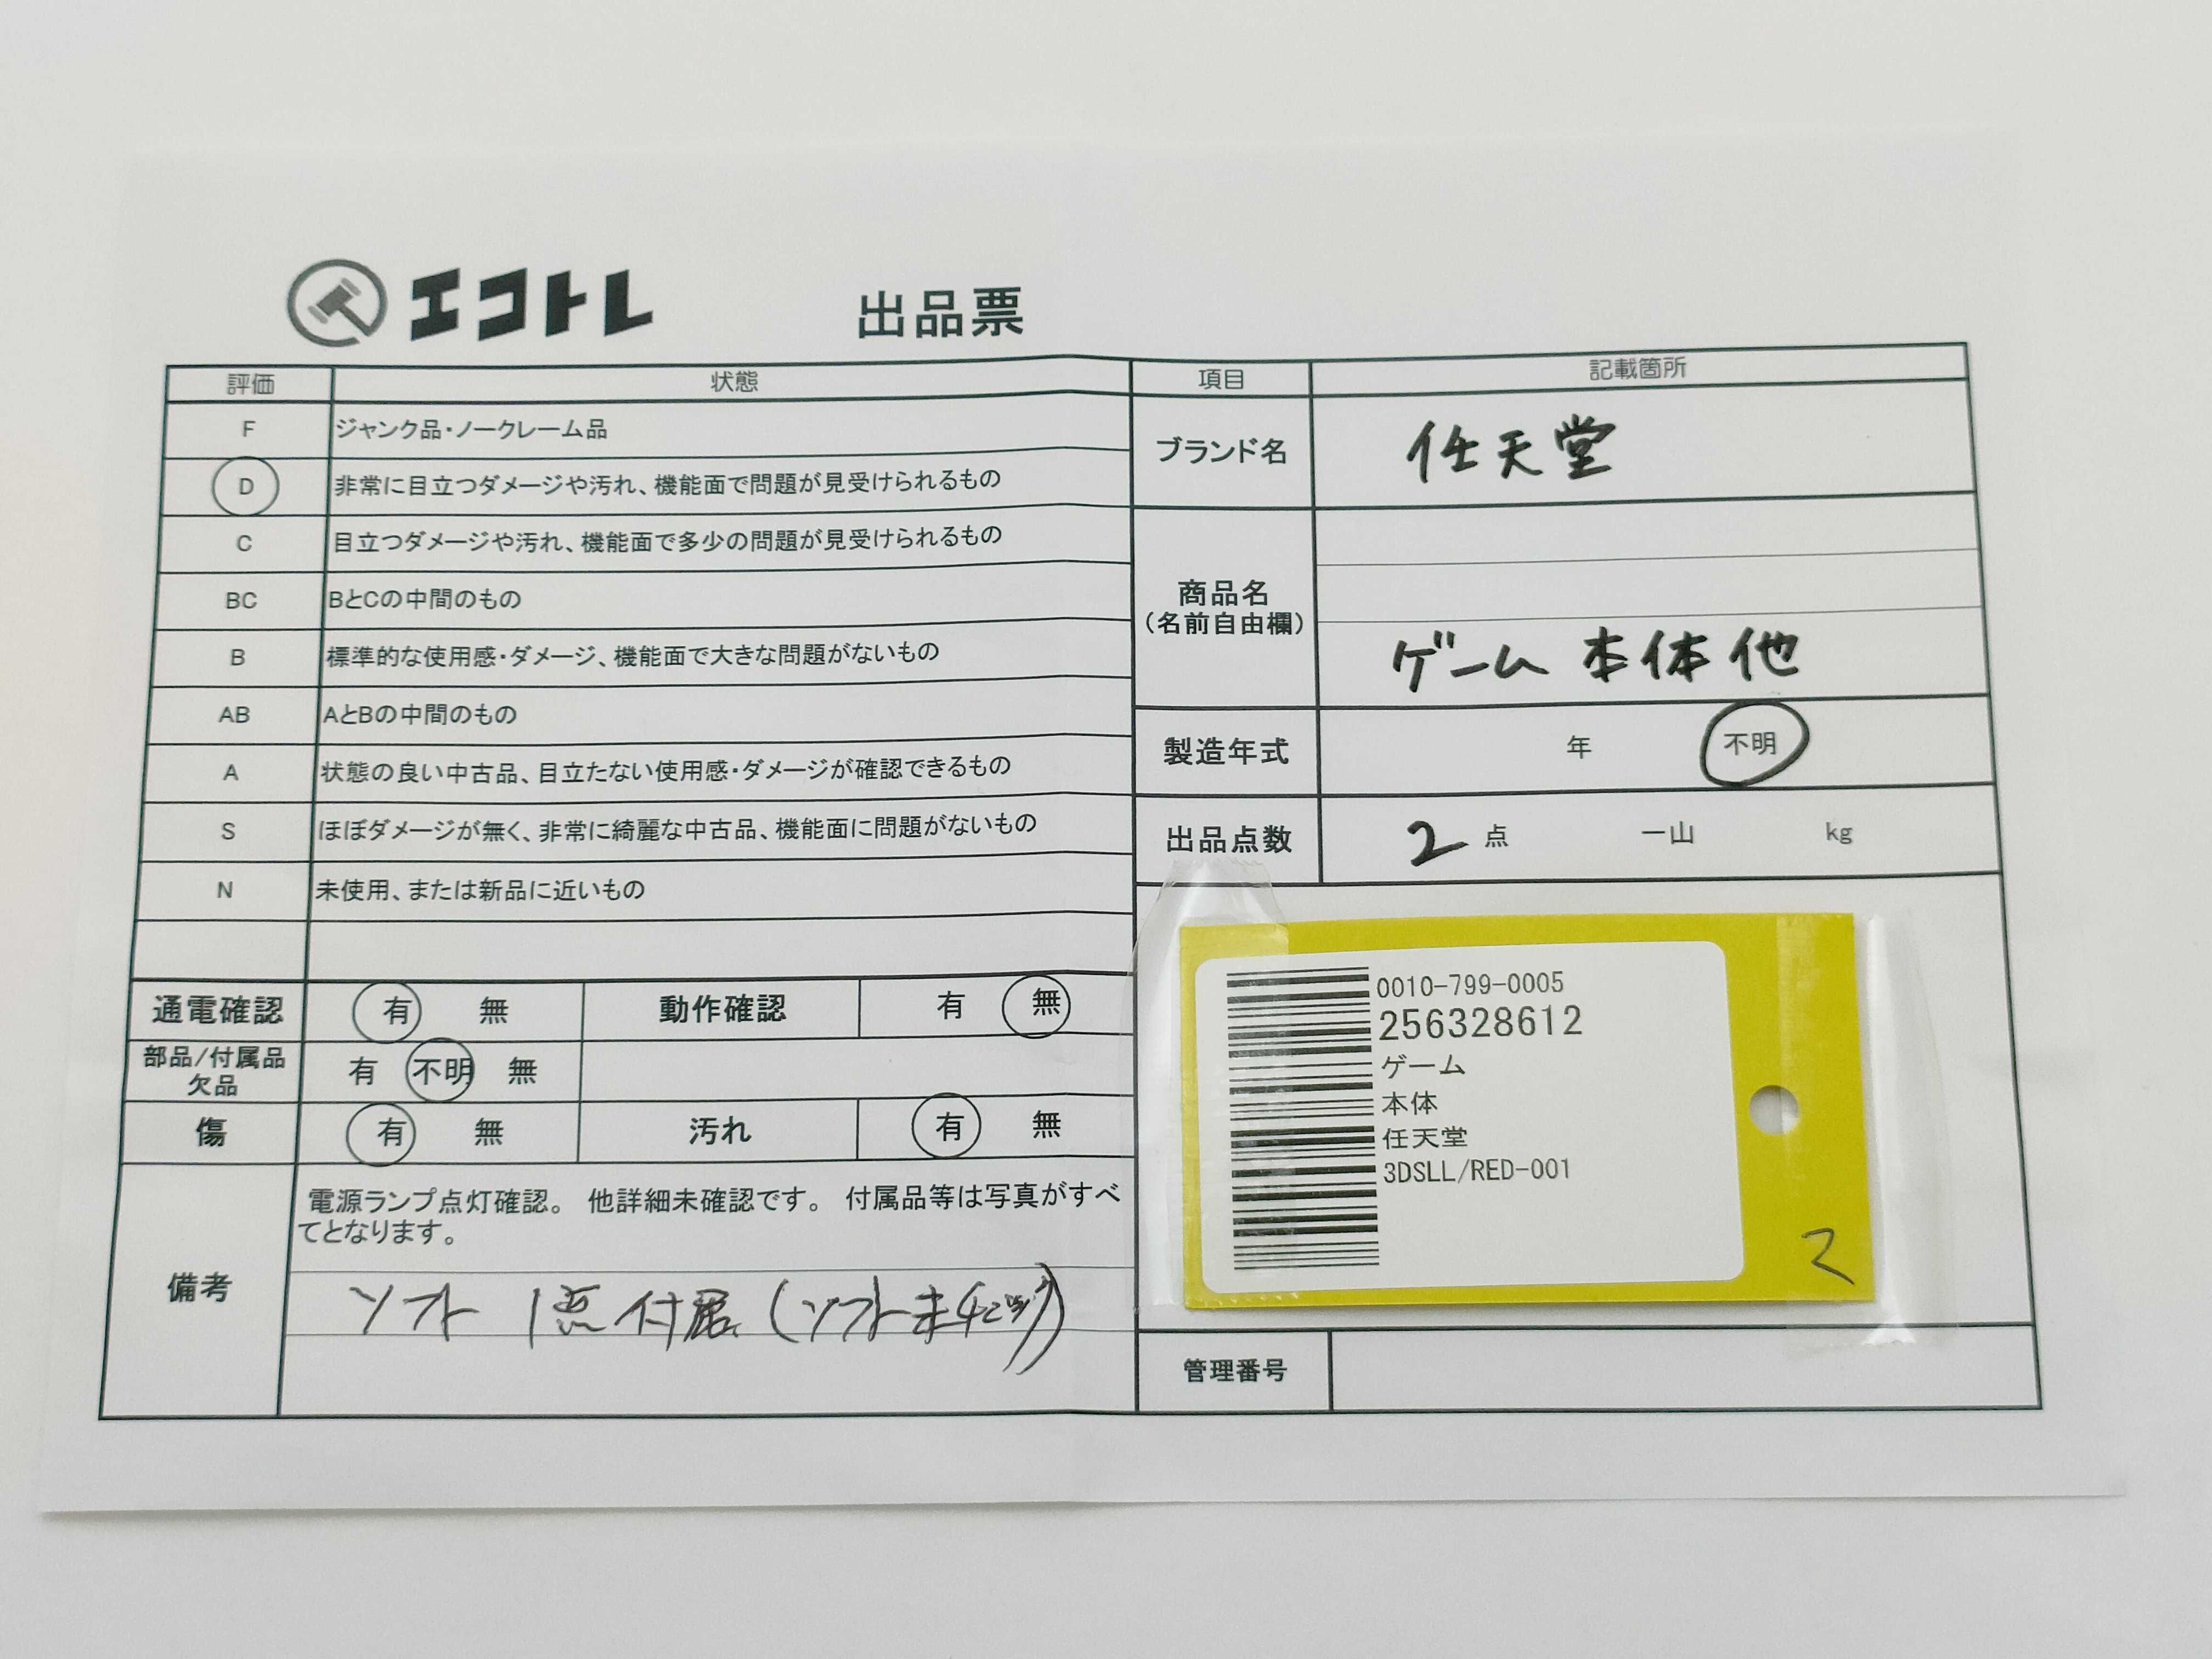 エコトレ 出品票
評価 状態
F ジャンク品・ノークレーム品
D 非常に目立つダメージや汚れ、機能面で問題が見受けられるもの
C 目立つダメージや汚れ、機能面で多少の問題が見受けられるもの
BC BとCの中間のもの
B 標準的な使用感・ダメージ、機能面で大きな問題がないもの
AB AとBの中間のもの
A 状態の良い中古品、目立たない使用感・ダメージが確認できるもの
S ほぼダメージが無く、非常に綺麗な中古品、機能面に問題がないもの
N 未使用、または新品に近いもの
通電確認 有 無 動作確認 有 無
部品/付属品
欠品 有 不明 無
傷 有 無 汚れ 有 無
備考
電源ランプ点灯確認。 他詳細未確認です。 付属品等は写真がすべ
てとなります。
ソフト 1点付属(ソフト未チェック)
項目 記載箇所
ブランド名 任天堂
商品名
(名前自由欄)
ゲーム 本体 他
製造年式 年 不明
出品点数 2 点 一山 kg
0010-799-0005
256328612
ゲーム
本体
任天堂
3DSLL/RED-001
2
管理番号